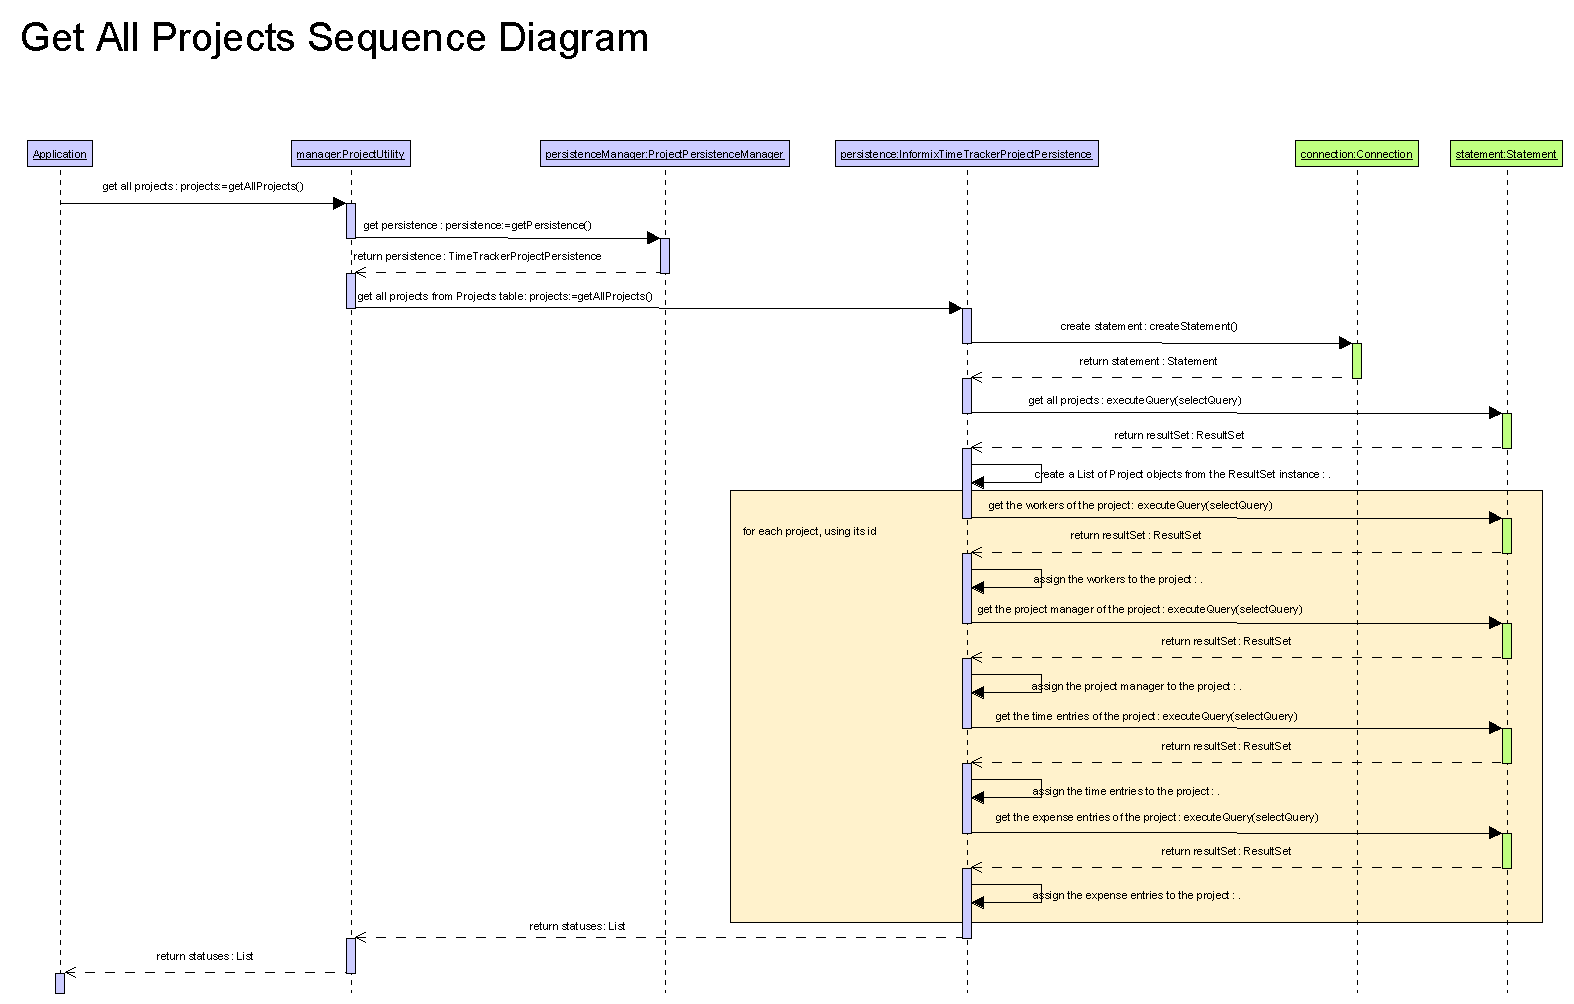 Get All Projects Sequence Diagram
Application
manager:ProjectUtility
persistenceManager:ProjectPersistenceManager
persistence:InformixTimeTrackerProjectPersistence
connection:Connection
statement:Statement
get all projects : projects:=getAllProjects()
get persistence : persistence:=getPersistence()
return persistence : TimeTrackerProjectPersistence
get all projects from Projects table: projects:=getAllProjects()
create statement : createStatement()
return statement : Statement
get all projects : executeQuery(selectQuery)
return resultSet : ResultSet
create a List of Project objects from the ResultSet instance : .
get the workers of the project : executeQuery(selectQuery)
for each project, using its id
return resultSet : ResultSet
assign the workers to the project : .
get the project manager of the project : executeQuery(selectQuery)
return resultSet : ResultSet
assign the project manager to the project : .
get the time entries of the project : executeQuery(selectQuery)
return resultSet : ResultSet
assign the time entries to the project : .
get the expense entries of the project : executeQuery(selectQuery)
return resultSet : ResultSet
assign the expense entries to the project : .
return statuses : List
return statuses : List